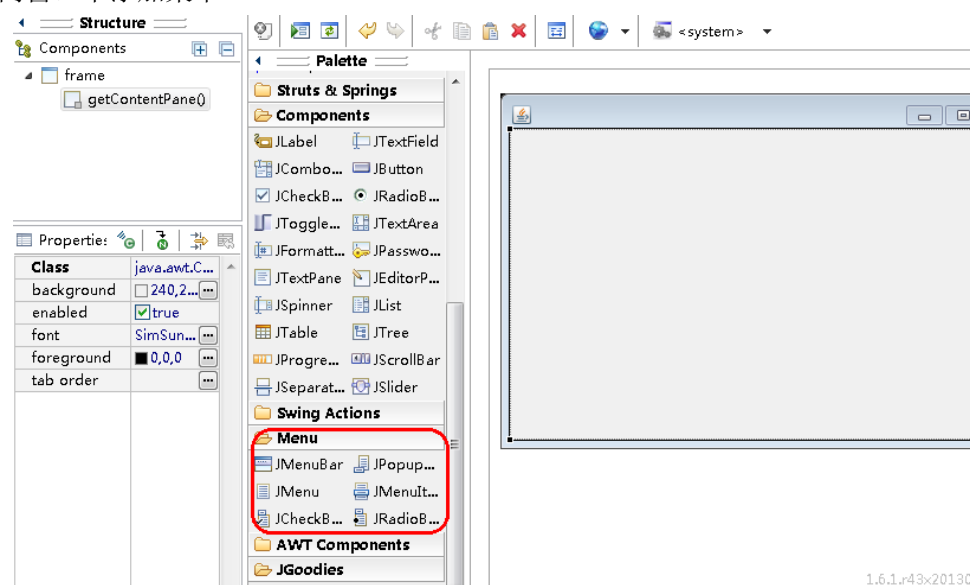 Structure
Components
frame
getContentPane()
Properties
Class java.awt.C...
background 240,2...
enabled true
font SimSun...
foreground 0,0,0
tab order
<system>
Palette
Struts & Springs
Components
JLabel JTextField
JCombo... JButton
JCheckB... JRadioB...
JToggle... JTextArea
JFormatt... JPasswo...
JTextPane JEditorP...
JSpinner JList
JTable JTree
JProgre... JScrollBar
JSeparat... JSlider
Swing Actions
Menu
JMenuBar JPopup...
JMenu JMenuIt...
JCheckB... JRadioB...
AWT Components
JGoodies
1.6.1.r43x20130